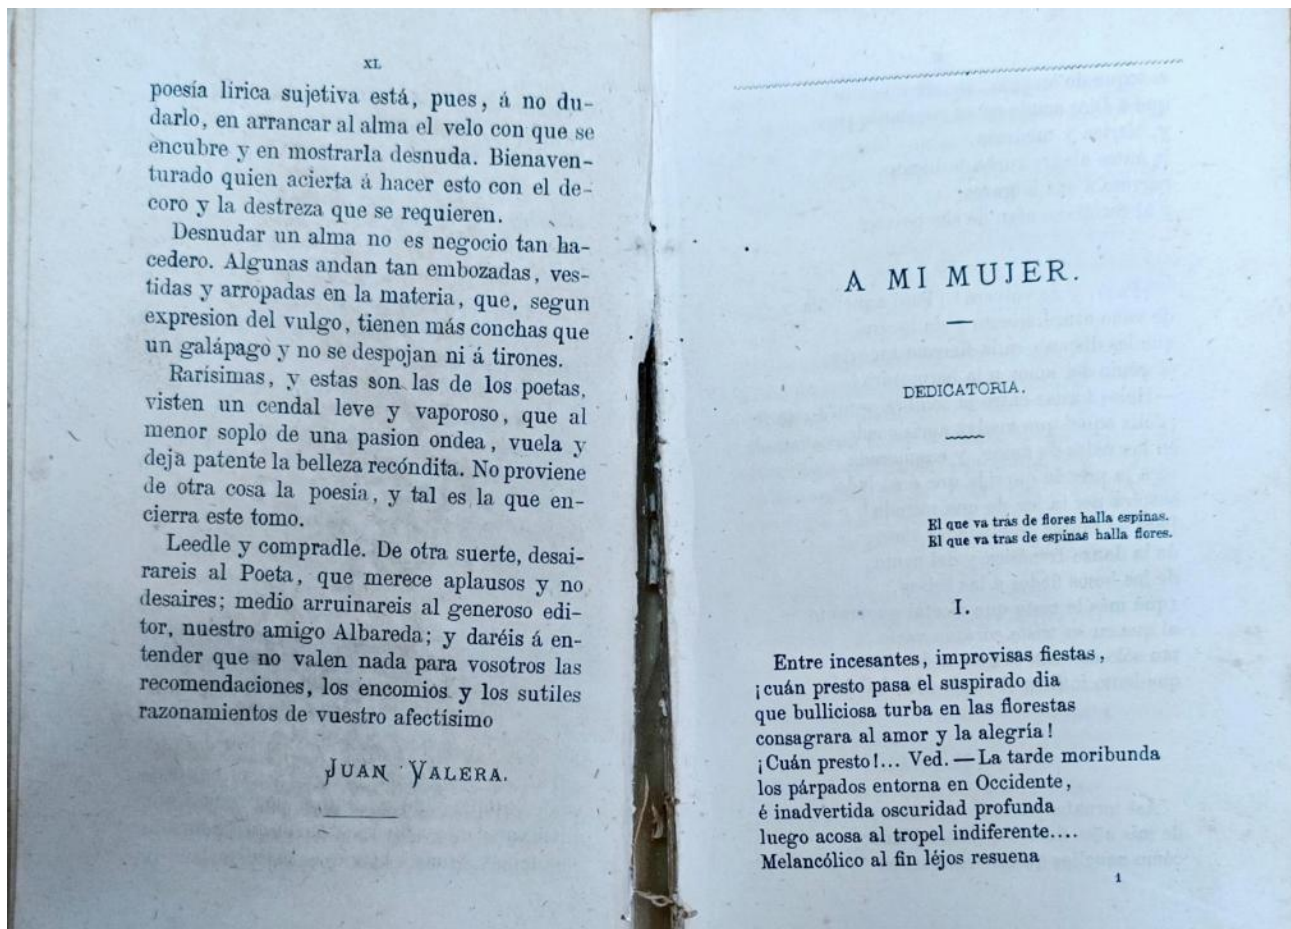 XL
poesía lírica sujetiva está, pues, á no du-
darlo, en arrancar al alma el velo con que se
encubre y en mostrarla desnuda. Bienaven-
turado quien acierta á hacer esto con el de-
coro y la destreza que se requieren.
Desnudar un alma no es negocio tan ha-
cedero. Algunas andan tan embozadas, ves-
tidas y arropadas en la materia, que, segun
expresion del vulgo, tienen más conchas que
un galápago y no se despojan ni á tirones.
Rarísimas, y estas son las de los poetas,
visten un cendal leve y vaporoso, que al
menor soplo de una pasion ondea, vuela y
deja patente la belleza recóndita. No proviene
de otra cosa la poesia, y tal es la que en-
cierra este tomo.
Leedle y compradle. De otra suerte, desai-
rareis al Poeta, que merece aplausos y no
desaires; medio arruinareis al generoso edi-
tor, nuestro amigo Albareda; y daréis á en-
tender que no valen nada para vosotros las
recomendaciones, los encomios y los sutiles
razonamientos de vuestro afectísimo
JUAN VALERA.
A MI MUJER.
DEDICATORIA.
El que va trás de flores halla espinas.
El que va tras de espinas halla flores.
I.
Entre incesantes, improvisas fiestas,
¡cuán presto pasa el suspirado dia
que bulliciosa turba en las florestas
consagrara al amor y la alegría!
¡Cuán presto!... Ved. — La tarde moribunda
los párpados entorna en Occidente,
é inadvertida oscuridad profunda
luego acosa al tropel indiferente....
Melancólico al fin léjos resuena
1